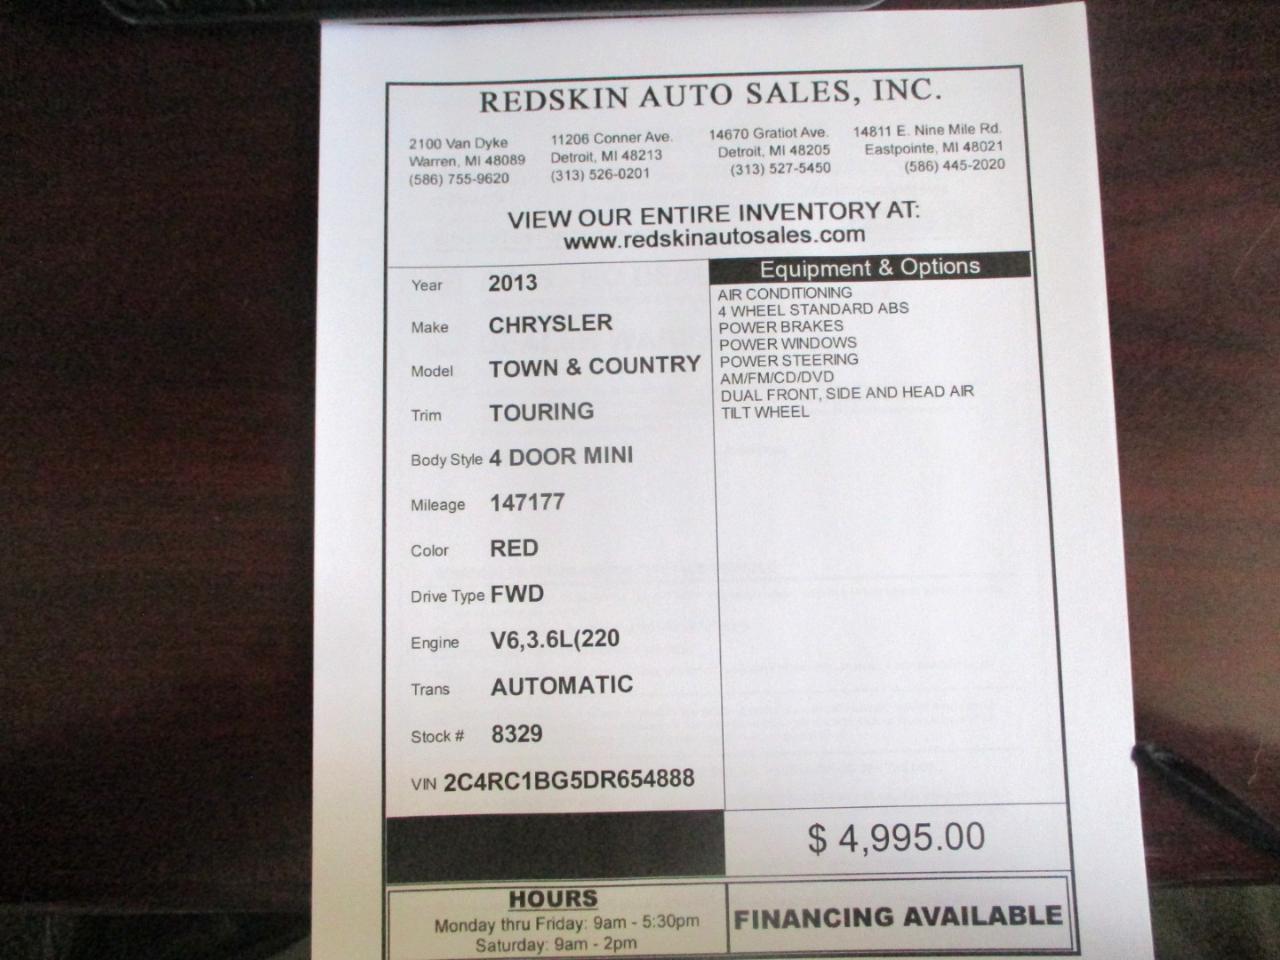 REDSKIN AUTO SALES, INC.
2100 Van Dyke
Warren, MI 48089
(586) 755-9620
11206 Conner Ave.
Detroit, MI 48213
(313) 526-0201
14670 Gratiot Ave.
Detroit, MI 48205
(313) 527-5450
14811 E. Nine Mile Rd.
Eastpointe, MI 48021
(586) 445-2020
VIEW OUR ENTIRE INVENTORY AT:
www.redskinautosales.com
Year 2013
Make CHRYSLER
Model TOWN & COUNTRY
Trim TOURING
Body Style 4 DOOR MINI
Mileage 147177
Color RED
Drive Type FWD
Engine V6,3.6L(220
Trans AUTOMATIC
Stock # 8329
VIN 2C4RC1BG5DR654888
Equipment & Options
AIR CONDITIONING
4 WHEEL STANDARD ABS
POWER BRAKES
POWER WINDOWS
POWER STEERING
AM/FM/CD/DVD
DUAL FRONT, SIDE AND HEAD AIR
TILT WHEEL
$ 4,995.00
HOURS
Monday thru Friday: 9am - 5:30pm
Saturday: 9am - 2pm
FINANCING AVAILABLE